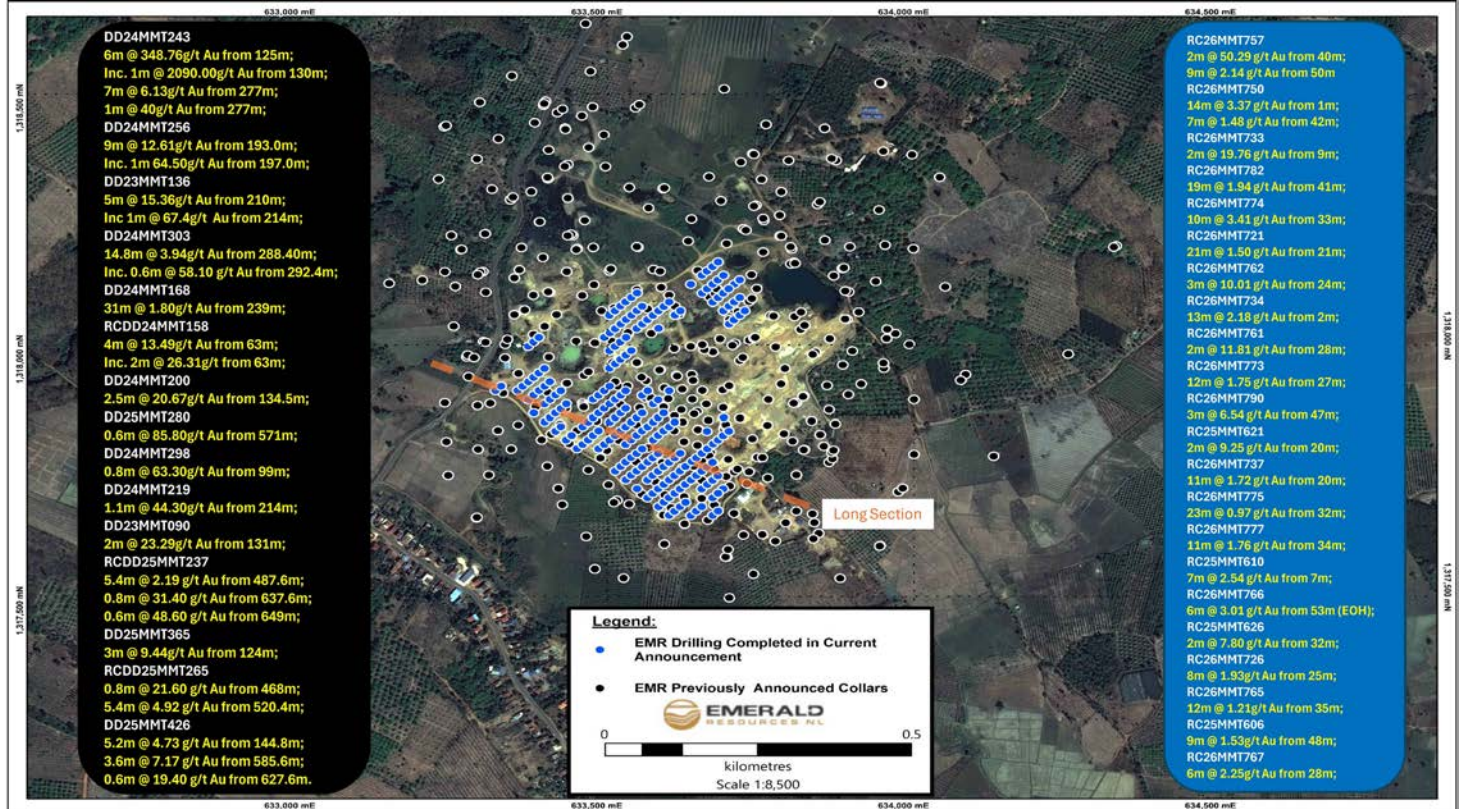 633,000 mE
633,500 mE
634,000 mE
634,500 mE
1,318,500 mN
1,318,000 mN
1,317,500 mN
DD24MMT243
6m @ 348.76g/t Au from 125m;
Inc. 1m @ 2090.00g/t Au from 130m;
7m @ 6.13g/t Au from 277m;
1m @ 40g/t Au from 277m;
DD24MMT256
9m @ 12.61g/t Au from 193.0m;
Inc. 1m 64.50g/t Au from 197.0m;
DD23MMT136
5m @ 15.36g/t Au from 210m;
Inc 1m @ 67.4g/t  Au from 214m;
DD24MMT303
14.8m @ 3.94g/t Au from 288.40m;
Inc. 0.6m @ 58.10 g/t Au from 292.4m;
DD24MMT168
31m @ 1.80g/t Au from 239m;
RCDD24MMT158
4m @ 13.49g/t Au from 63m;
Inc. 2m @ 26.31g/t from 63m;
DD24MMT200
2.5m @ 20.67g/t Au from 134.5m;
DD25MMT280
0.6m @ 85.80g/t Au from 571m;
DD24MMT298
0.8m @ 63.30g/t Au from 99m;
DD24MMT219
1.1m @ 44.30g/t Au from 214m;
DD23MMT090
2m @ 23.29g/t Au from 131m;
RCDD25MMT237
5.4m @ 2.19 g/t Au from 487.6m;
0.8m @ 31.40 g/t Au from 637.6m;
0.6m @ 48.60 g/t Au from 649m;
DD25MMT365
3m @ 9.44g/t Au from 124m;
RCDD25MMT265
0.8m @ 21.60 g/t Au from 468m;
5.4m @ 4.92 g/t Au from 520.4m;
DD25MMT426
5.2m @ 4.73 g/t Au from 144.8m;
3.6m @ 7.17 g/t Au from 585.6m;
0.6m @ 19.40 g/t Au from 627.6m.
Long Section
Legend:
EMR Drilling Completed in Current
Announcement
EMR Previously Announced Collars
EMERALD
RESOURCES NL
0
0.5
kilometres
Scale 1:8,500
RC26MMT757
2m @ 50.29 g/t Au from 40m;
9m @ 2.14 g/t Au from 50m
RC26MMT750
14m @ 3.37 g/t Au from 1m;
7m @ 1.48 g/t Au from 42m;
RC26MMT733
2m @ 19.76 g/t Au from 9m;
RC26MMT782
19m @ 1.94 g/t Au from 41m;
RC26MMT774
10m @ 3.41 g/t Au from 33m;
RC26MMT721
21m @ 1.50 g/t Au from 21m;
RC26MMT762
3m @ 10.01 g/t Au from 24m;
RC26MMT734
13m @ 2.18 g/t Au from 2m;
RC26MMT761
2m @ 11.81 g/t Au from 28m;
RC26MMT773
12m @ 1.75 g/t Au from 27m;
RC26MMT790
3m @ 6.54 g/t Au from 47m;
RC25MMT621
2m @ 9.25 g/t Au from 20m;
RC26MMT737
11m @ 1.72 g/t Au from 20m;
RC26MMT775
23m @ 0.97 g/t Au from 32m;
RC26MMT777
11m @ 1.76 g/t Au from 34m;
RC25MMT610
7m @ 2.54 g/t Au from 7m;
RC26MMT766
6m @ 3.01 g/t Au from 53m (EOH);
RC25MMT626
2m @ 7.80 g/t Au from 32m;
RC26MMT726
8m @ 1.93g/t Au from 25m;
RC26MMT765
12m @ 1.21g/t Au from 35m;
RC25MMT606
9m @ 1.53g/t Au from 48m;
RC26MMT767
6m @ 2.25g/t Au from 28m;
1,318,000 mN
1,317,500 mN
633,000 mE
633,500 mE
634,000 mE
634,500 mE